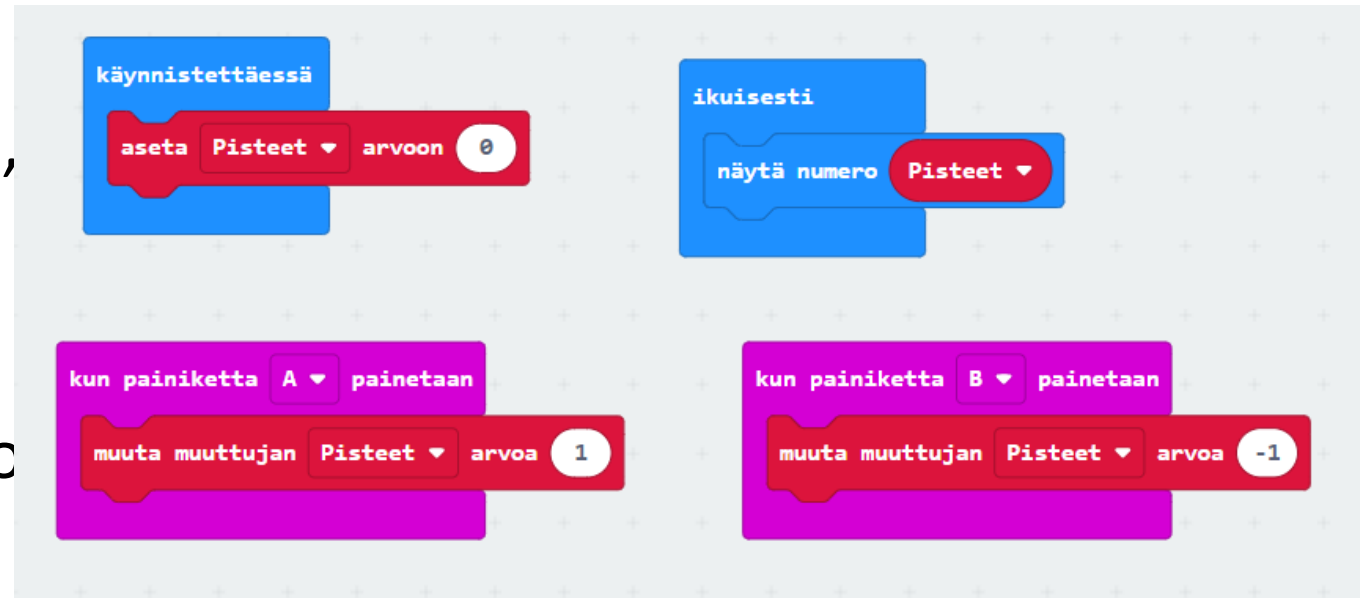 käynnistettäessä
aseta Pisteet arvoon 0
ikuisesti
näytä numero Pisteet
kun painiketta A painetaan
muuta muuttujan Pisteet arvoa 1
kun painiketta B painetaan
muuta muuttujan Pisteet arvoa -1